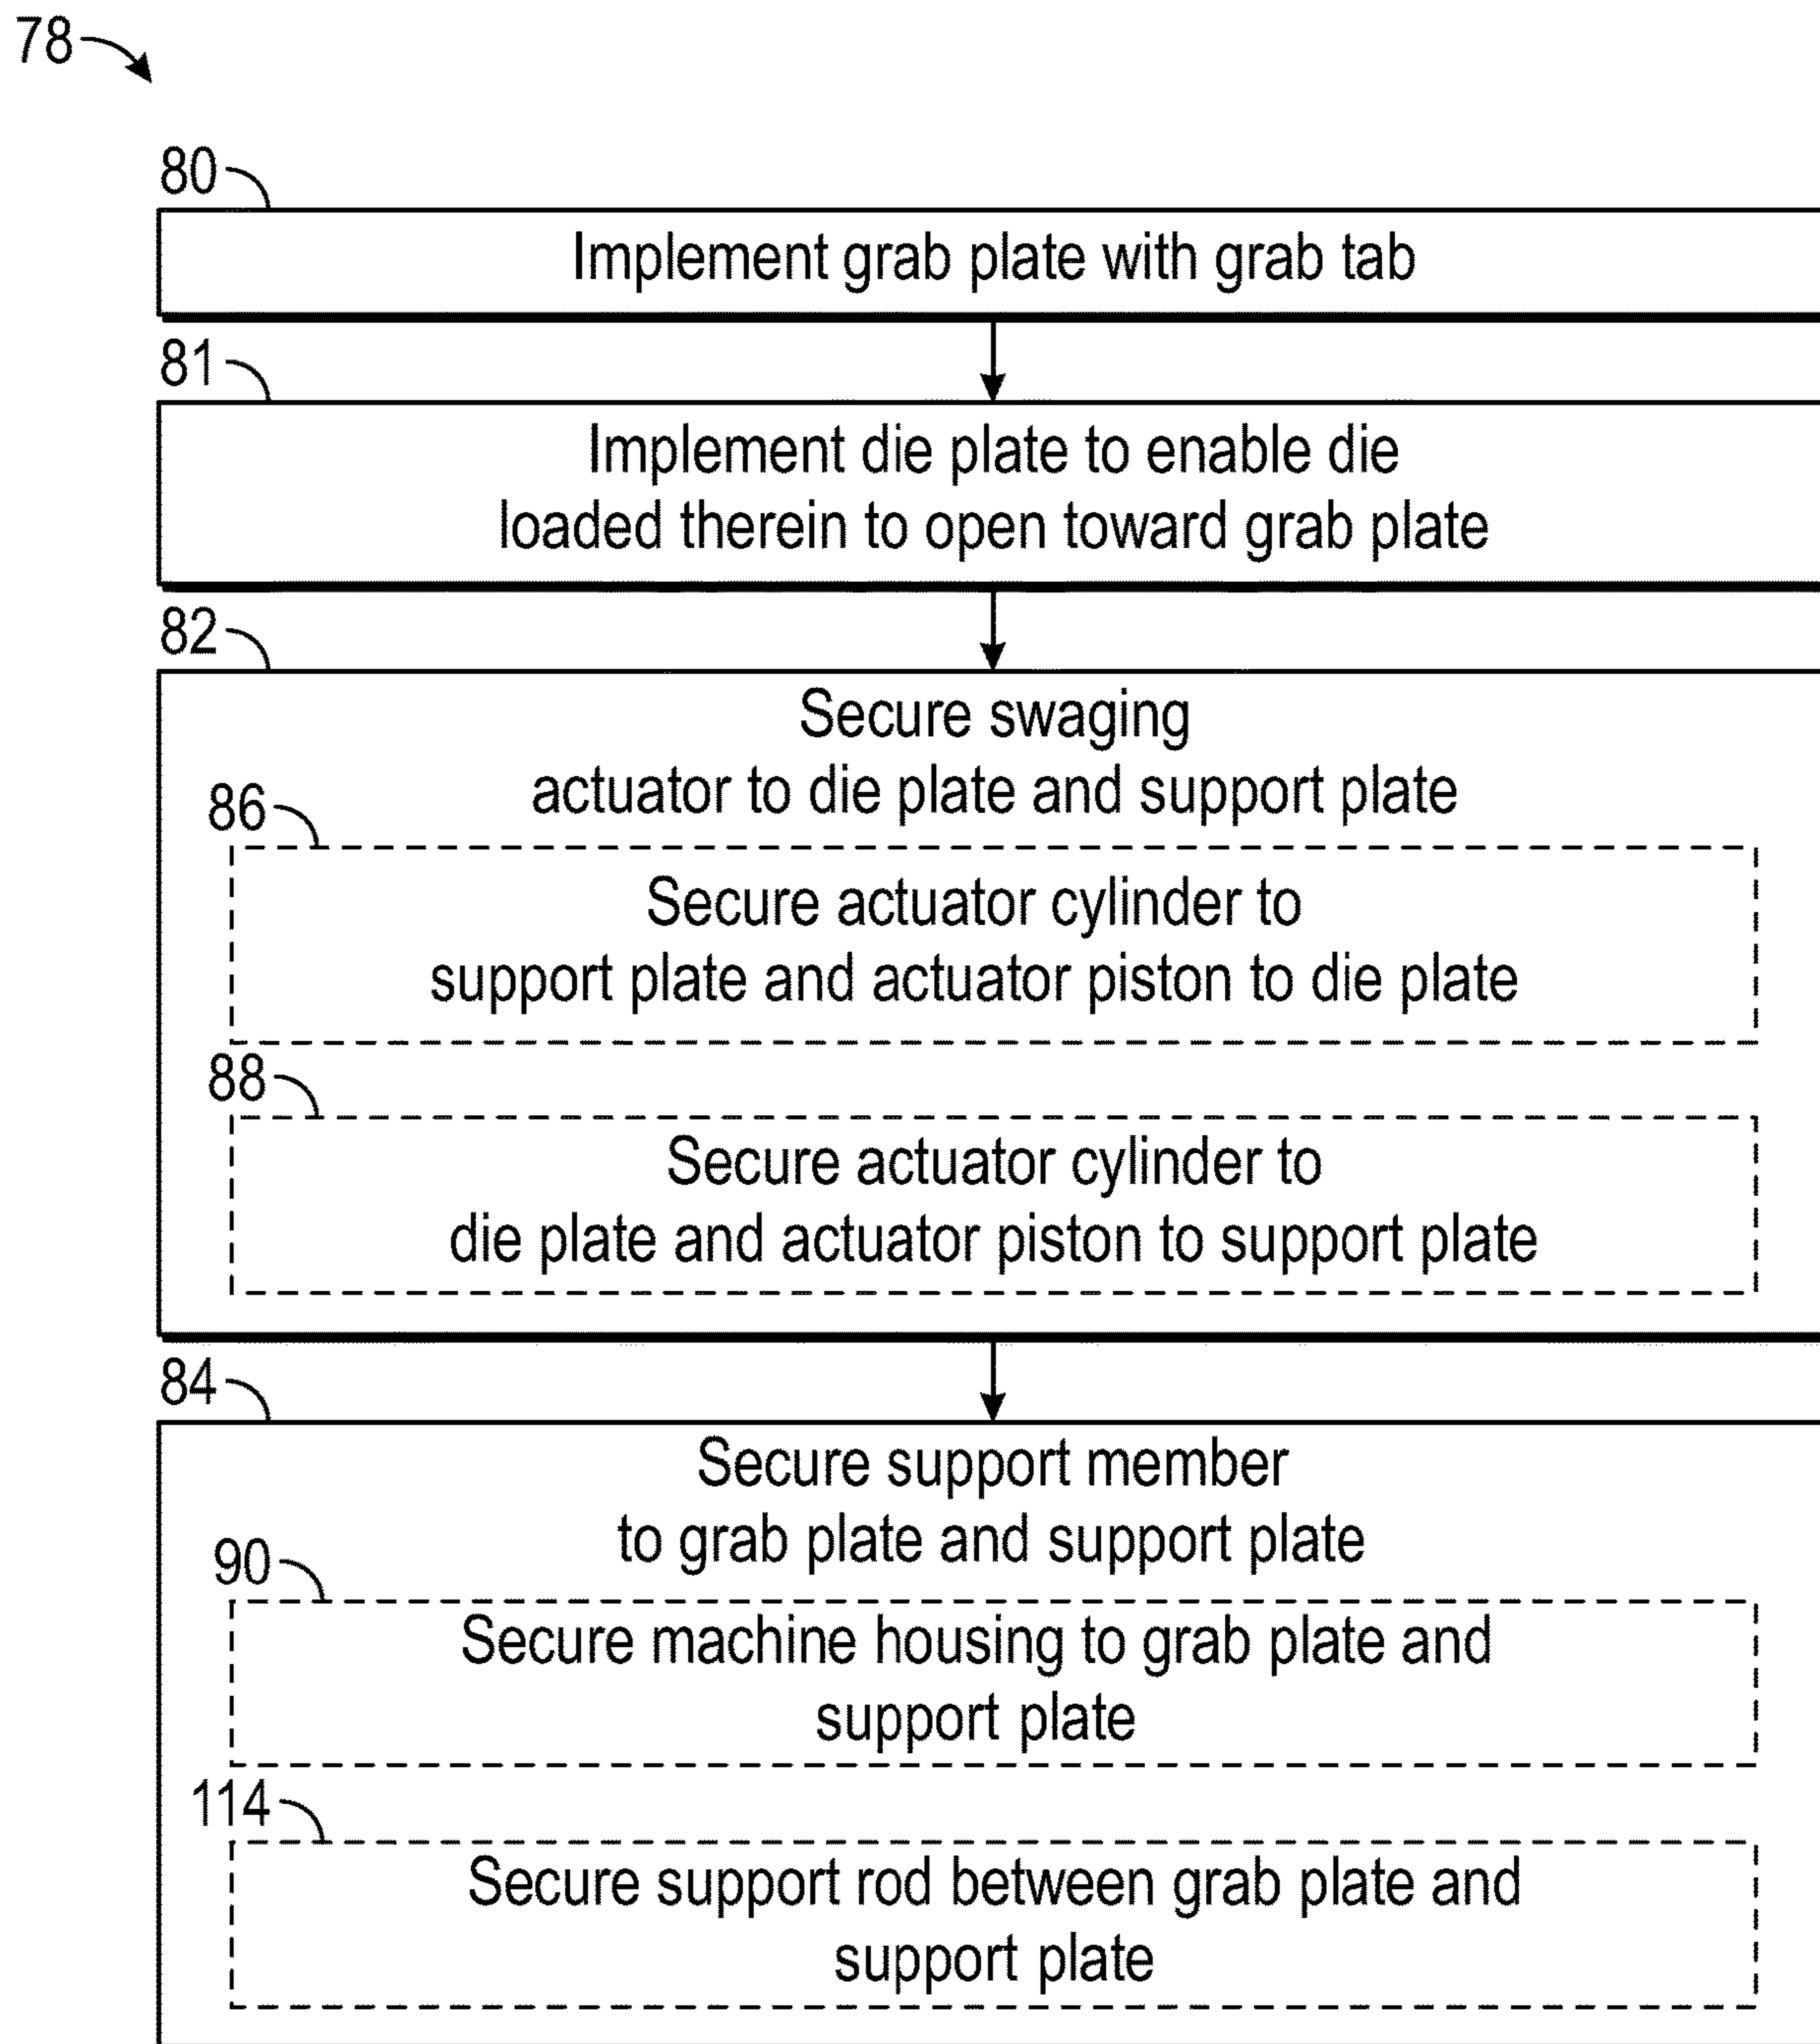 78
80
Implement grab plate with grab tab
81
Implement die plate to enable die
loaded therein to open toward grab plate
82
Secure swaging
actuator to die plate and support plate
86
Secure actuator cylinder to
support plate and actuator piston to die plate
88
Secure actuator cylinder to
die plate and actuator piston to support plate
84
Secure support member
to grab plate and support plate
90
Secure machine housing to grab plate and
support plate
114
Secure support rod between grab plate and
support plate